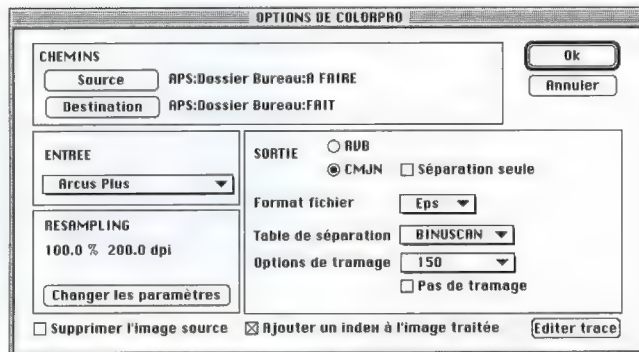 OPTIONS DE COLORPRO
CHEMINS
Source APS:Dossier Bureau:A FAIRE
Destination APS:Dossier Bureau:FAIT
Ok
Annuler
ENTREE
Arcus Plus
RESAMPLING
100.0 % 200.0 dpi
Changer les paramètres
SORTIE
RVB
CMJN Séparation seule
Format fichier Eps
Table de séparation BINUSCAN
Options de tramage 150
Pas de tramage
Supprimer l'image source Ajouter un index à l'image traitée Editer trace